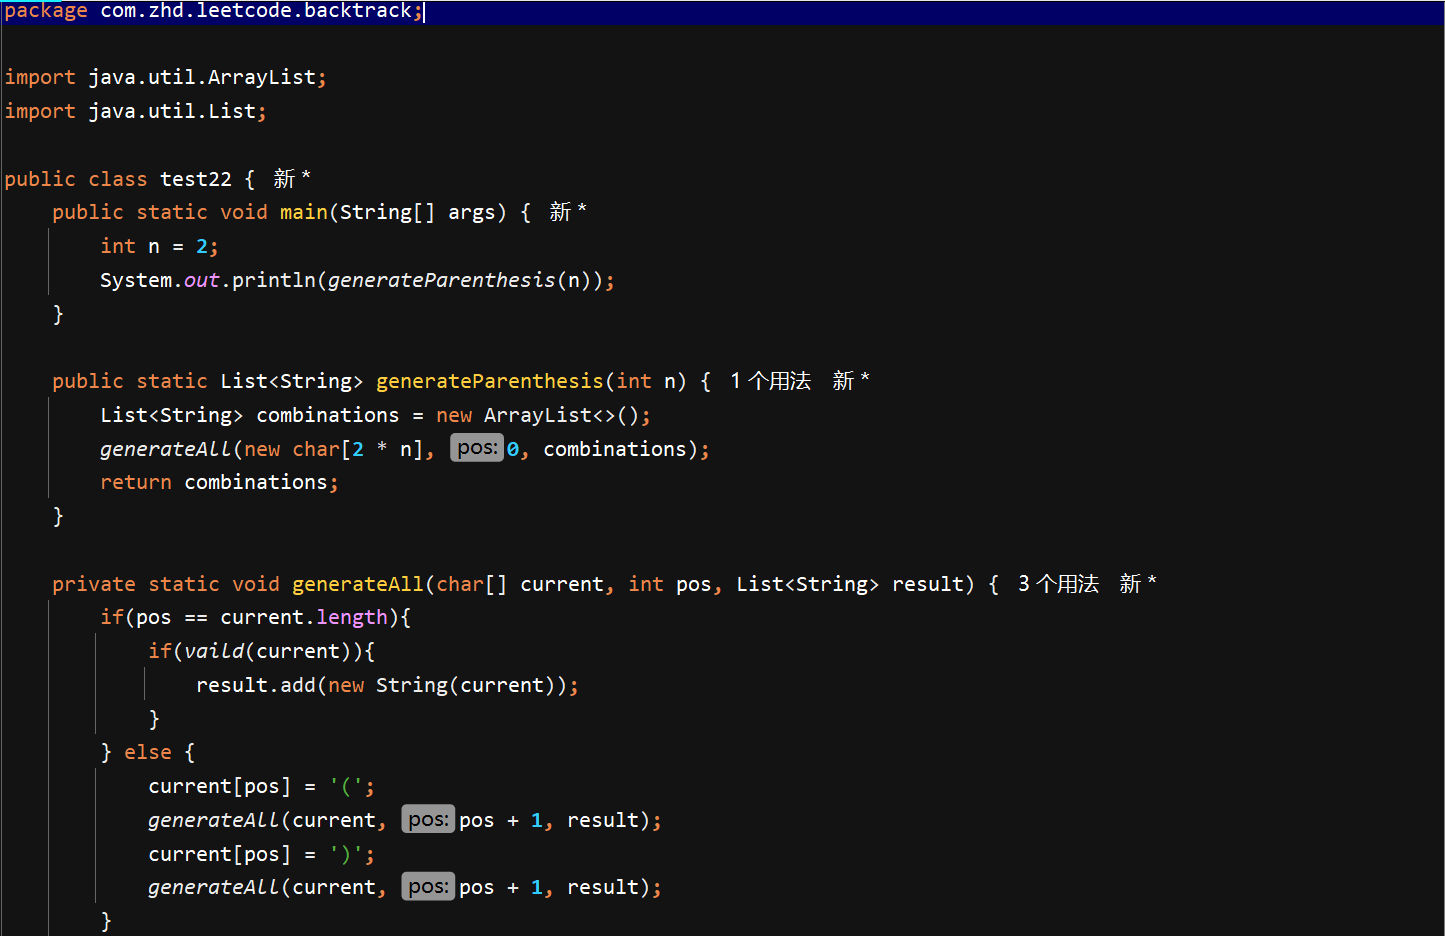 package com.zhd.leetcode.backtrack;
import java.util.ArrayList;
import java.util.List;
public class test22 { 新 *
public static void main(String[] args) { 新 *
int n = 2;
System.out.println(generateParenthesis(n));
}
public static List<String> generateParenthesis(int n) { 1 个用法 新 *
List<String> combinations = new ArrayList<>();
generateAll(new char[2 * n], pos: 0, combinations);
return combinations;
}
private static void generateAll(char[] current, int pos, List<String> result) { 3 个用法 新 *
if(pos == current.length){
if(vaild(current)){
result.add(new String(current));
}
} else {
current[pos] = '(';
generateAll(current, pos: pos + 1, result);
current[pos] = ')';
generateAll(current, pos: pos + 1, result);
}